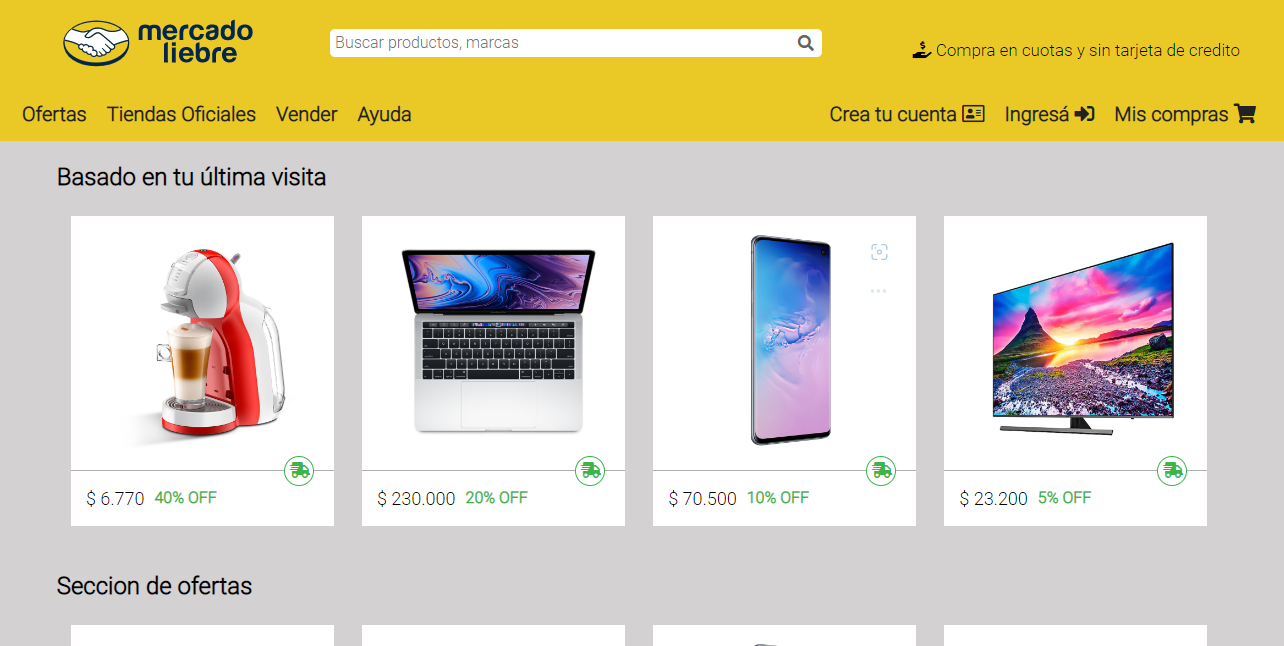 mercado
liebre
Buscar productos, marcas
Compra en cuotas y sin tarjeta de credito
Ofertas Tiendas Oficiales Vender Ayuda
Crea tu cuenta Ingresá Mis compras
Basado en tu última visita
$ 6.770 40% OFF
$ 230.000 20% OFF
$ 70.500 10% OFF
$ 23.200 5% OFF
Seccion de ofertas